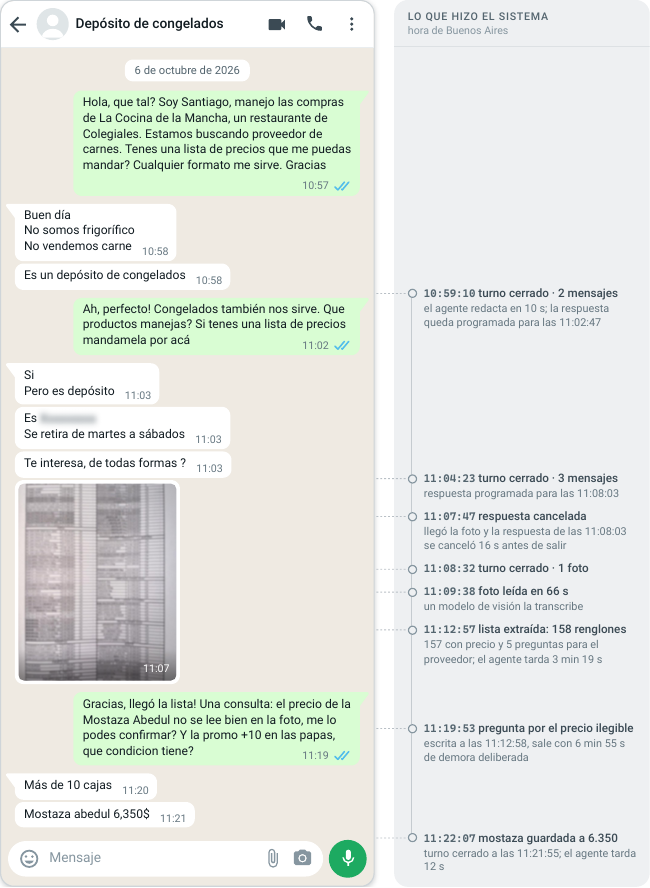 Depósito de congelados
6 de octubre de 2026
Hola, que tal? Soy Santiago, manejo las compras
de La Cocina de la Mancha, un restaurante de
Colegiales. Estamos buscando proveedor de
carnes. Tenes una lista de precios que me puedas
mandar? Cualquier formato me sirve. Gracias
10:57
Buen día
No somos frigorífico
No vendemos carne 10:58
Es un depósito de congelados 10:58
Ah, perfecto! Congelados también nos sirve. Que
productos manejas? Si tenes una lista de precios
mandamela por acá
11:02
Si
Pero es depósito 11:03
Es
Se retira de martes a sábados 11:03
Te interesa, de todas formas ? 11:03
11:07
Gracias, llegó la lista! Una consulta: el precio de la
Mostaza Abedul no se lee bien en la foto, me lo
podes confirmar? Y la promo +10 en las papas,
que condicion tiene?
11:19
Más de 10 cajas 11:20
Mostaza abedul 6,350$ 11:21
Mensaje
LO QUE HIZO EL SISTEMA
hora de Buenos Aires
10:59:10 turno cerrado · 2 mensajes
el agente redacta en 10 s; la respuesta
queda programada para las 11:02:47
11:04:23 turno cerrado · 3 mensajes
respuesta programada para las 11:08:03
11:07:47 respuesta cancelada
llegó la foto y la respuesta de las 11:08:03
se canceló 16 s antes de salir
11:08:32 turno cerrado · 1 foto
11:09:38 foto leída en 66 s
un modelo de visión la transcribe
11:12:57 lista extraída: 158 renglones
157 con precio y 5 preguntas para el
proveedor; el agente tarda 3 min 19 s
11:19:53 pregunta por el precio ilegible
escrita a las 11:12:58, sale con 6 min 55 s
de demora deliberada
11:22:07 mostaza guardada a 6.350
turno cerrado a las 11:21:55; el agente tarda
12 s